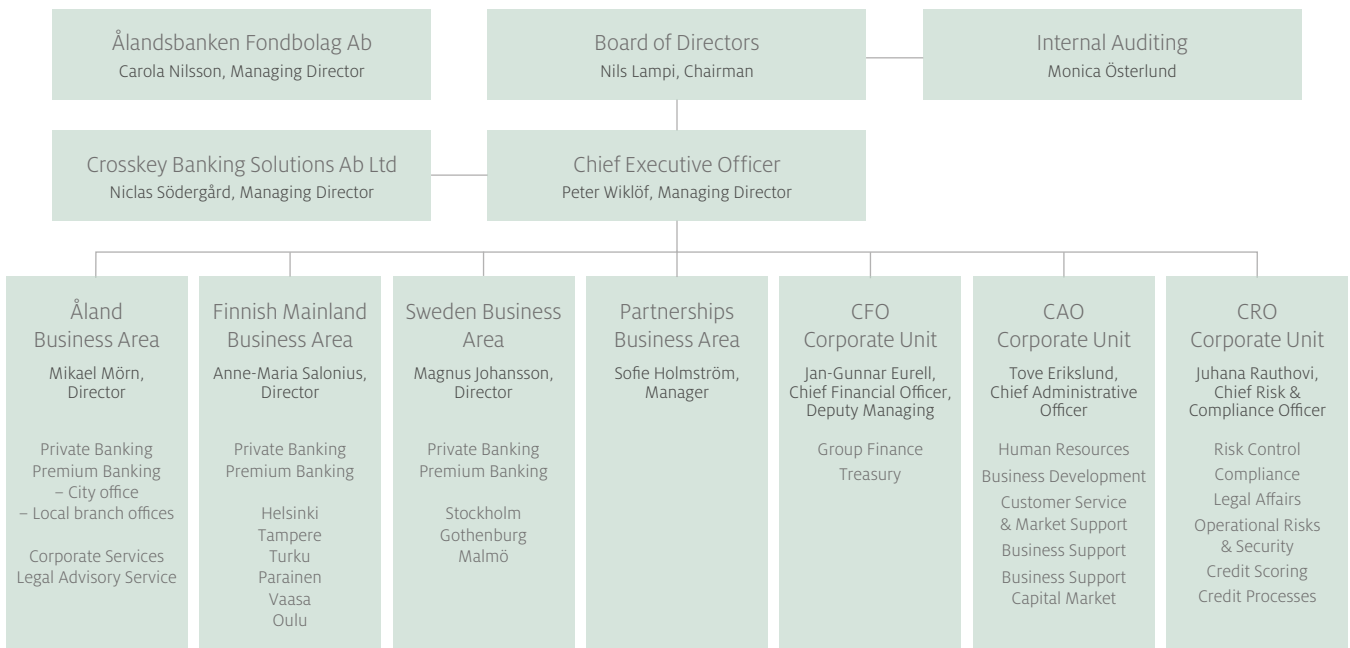 Ålandsbanken Fondbolag Ab
Carola Nilsson, Managing Director
Board of Directors
Nils Lampi, Chairman
Internal Auditing
Monica Österlund
Crosskey Banking Solutions Ab Ltd
Niclas Södergård, Managing Director
Chief Executive Officer
Peter Wiklöf, Managing Director
Åland
Business Area
Mikael Mörn,
Director
Private Banking
Premium Banking
– City office
– Local branch offices
Corporate Services
Legal Advisory Service
Finnish Mainland
Business Area
Anne-Maria Salonius,
Director
Private Banking
Premium Banking
Helsinki
Tampere
Turku
Parainen
Vaasa
Oulu
Sweden Business
Area
Magnus Johansson,
Director
Private Banking
Premium Banking
Stockholm
Gothenburg
Malmö
Partnerships
Business Area
Sofie Holmström,
Manager
CFO
Corporate Unit
Jan-Gunnar Eurell,
Chief Financial Officer,
Deputy Managing
Group Finance
Treasury
CAO
Corporate Unit
Tove Erikslund,
Chief Administrative
Officer
Human Resources
Business Development
Customer Service
& Market Support
Business Support
Business Support
Capital Market
CRO
Corporate Unit
Juhana Rauthovi,
Chief Risk &
Compliance Officer
Risk Control
Compliance
Legal Affairs
Operational Risks
& Security
Credit Scoring
Credit Processes